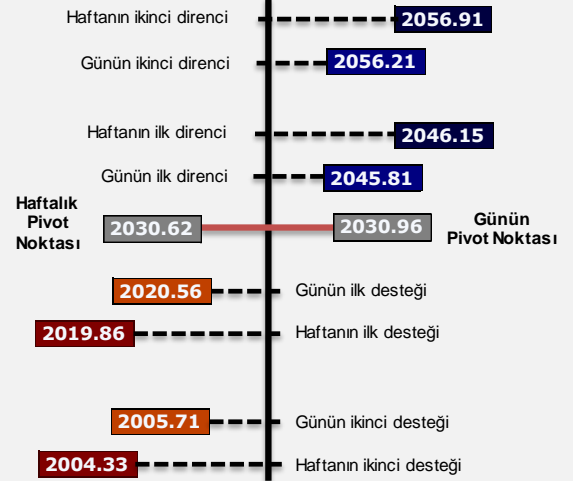 Haftanın ikinci direnci 2056.91
Günün ikinci direnci 2056.21
Haftanın ilk direnci 2046.15
Günün ilk direnci 2045.81
Haftalık
Pivot
Noktası
2030.62 2030.96
Günün
Pivot Noktası
2020.56 Günün ilk desteği
2019.86 Haftanın ilk desteği
2005.71 Günün ikinci desteği
2004.33 Haftanın ikinci desteği